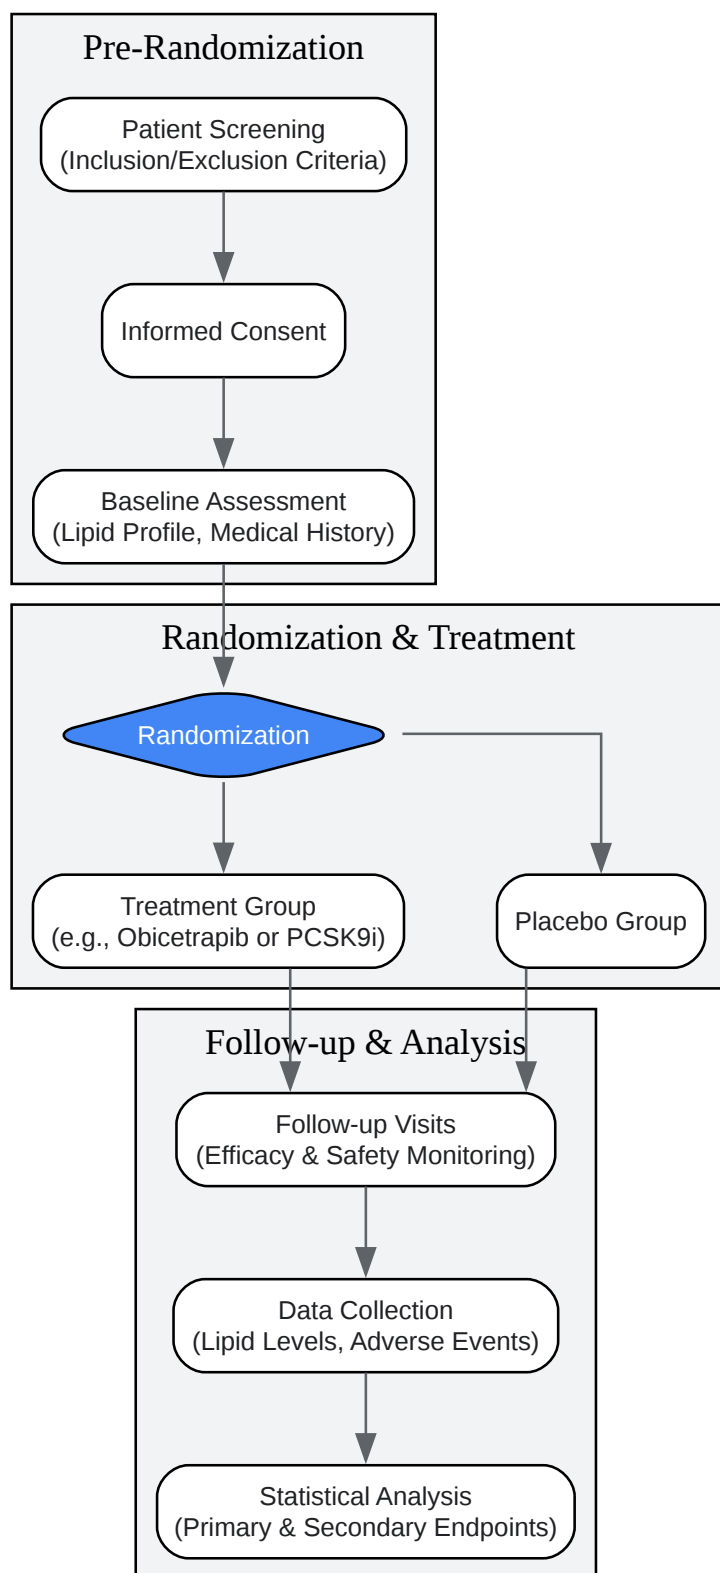 Pre-Randomization
Patient Screening
(Inclusion/Exclusion Criteria)
Informed Consent
Baseline Assessment
(Lipid Profile, Medical History)
Randomization & Treatment
Randomization
Treatment Group
(e.g., Obicetrapib or PCSK9i)
Placebo Group
Follow-up & Analysis
Follow-up Visits
(Efficacy & Safety Monitoring)
Data Collection
(Lipid Levels, Adverse Events)
Statistical Analysis
(Primary & Secondary Endpoints)